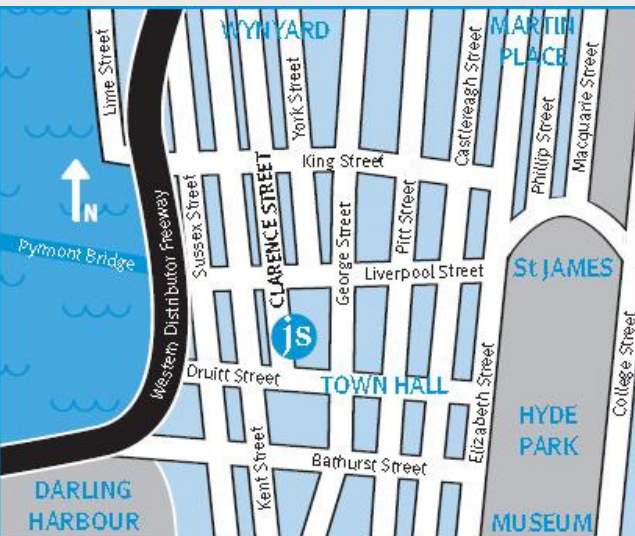 WYNYARD
MARTIN
PLACE
Lime Street
York Street
Castlereagh Street
Phillip Street
Macquarie Street
King Street
CLARENCE STREET
Sussex Street
N
Western Distributor Freeway
George Street
Pitt Street
Pyrmont Bridge
Liverpool Street
St JAMES
js
Druitt Street
TOWN HALL
Elizabeth Street
College Street
HYDE
PARK
Kent Street
Bathurst Street
DARLING
HARBOUR
MUSEUM